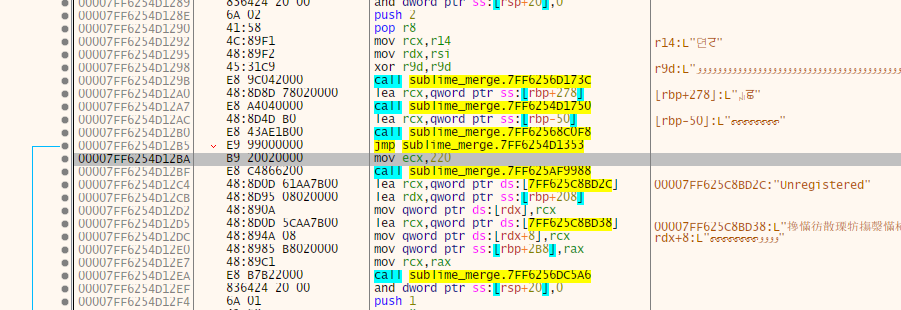 00007FF6254D1289 836424 20 00 and dword ptr ss:[rsp+20],0
00007FF6254D128E 6A 02 push 2
00007FF6254D1290 41:58 pop r8
00007FF6254D1292 4C:89F1 mov rcx,r14 r14:L"
00007FF6254D1295 48:89F2 mov rdx,rsi
00007FF6254D1298 45:31C9 xor r9d,r9d r9d:L"
00007FF6254D129B E8 9C042000 call sublime_merge.7FF6256D173C
00007FF6254D12A0 48:8D8D 78020000 lea rcx,qword ptr ss:[rbp+278] [rbp+278]:L"
00007FF6254D12A7 E8 A4040000 call sublime_merge.7FF6254D1750
00007FF6254D12AC 48:8D4D B0 lea rcx,qword ptr ss:[rbp-50] [rbp-50]:L"
00007FF6254D12B0 E8 43AE1B00 call sublime_merge.7FF62568C0F8
00007FF6254D12B5 E9 99000000 jmp sublime_merge.7FF6254D1353
00007FF6254D12BA B9 20020000 mov ecx,220
00007FF6254D12BF E8 C4866200 call sublime_merge.7FF625AF9988
00007FF6254D12C4 48:8D0D 61AA7B00 lea rcx,qword ptr ds:[7FF625C8BD2C] 00007FF625C8BD2C:"Unregistered"
00007FF6254D12CB 48:8D95 08020000 lea rdx,qword ptr ss:[rbp+208]
00007FF6254D12D2 48:890A mov qword ptr ds:[rdx],rcx
00007FF6254D12D5 48:8D0D 5CAA7B00 lea rcx,qword ptr ds:[7FF625C8BD38] 00007FF625C8BD38:L"
00007FF6254D12DC 48:894A 08 mov qword ptr ds:[rdx+8],rcx rdx+8:L"
00007FF6254D12E0 48:8985 B8020000 mov qword ptr ss:[rbp+2B8],rax
00007FF6254D12E7 48:89C1 mov rcx,rax
00007FF6254D12EA E8 B7B22000 call sublime_merge.7FF6256DC5A6
00007FF6254D12EF 836424 20 00 and dword ptr ss:[rsp+20],0
00007FF6254D12F4 6A 01 push 1